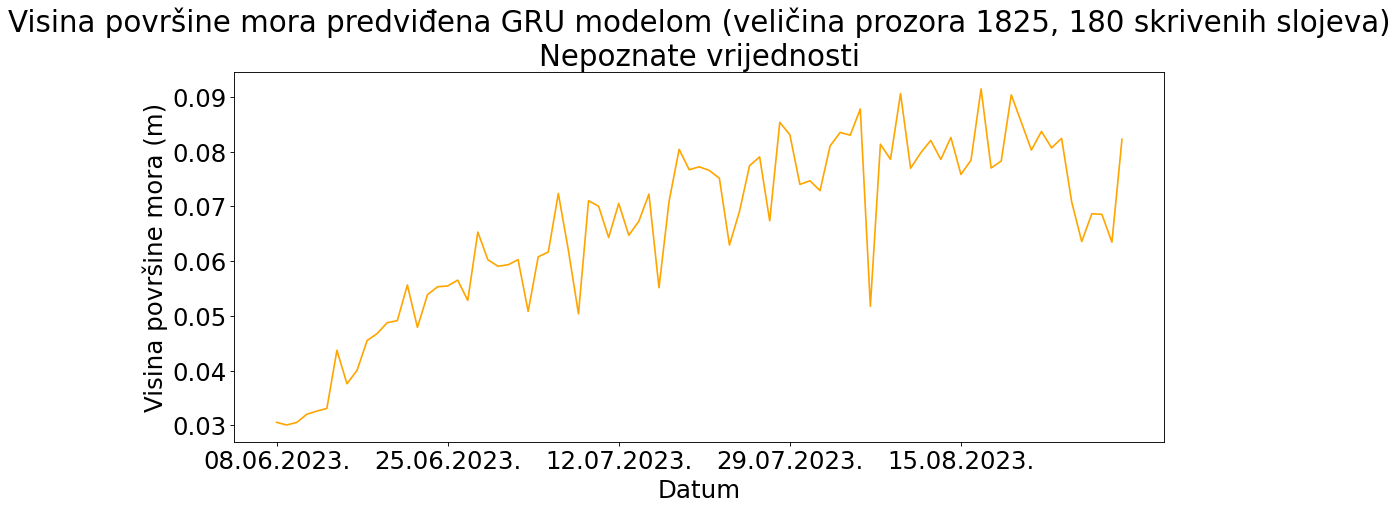 Visina površine mora predviđena GRU modelom (veličina prozora 1825, 180 skrivenih slojeva)
Nepoznate vrijednosti
Visina površine mora (m)
0.09
0.08
0.07
0.06
0.05
0.04
0.03
08.06.2023. 25.06.2023. 12.07.2023. 29.07.2023. 15.08.2023.
Datum